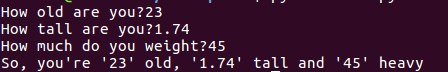 How old are you?23
How tall are you?1.74
How much do you weight?45
So, you're '23' old, '1.74' tall and '45' heavy